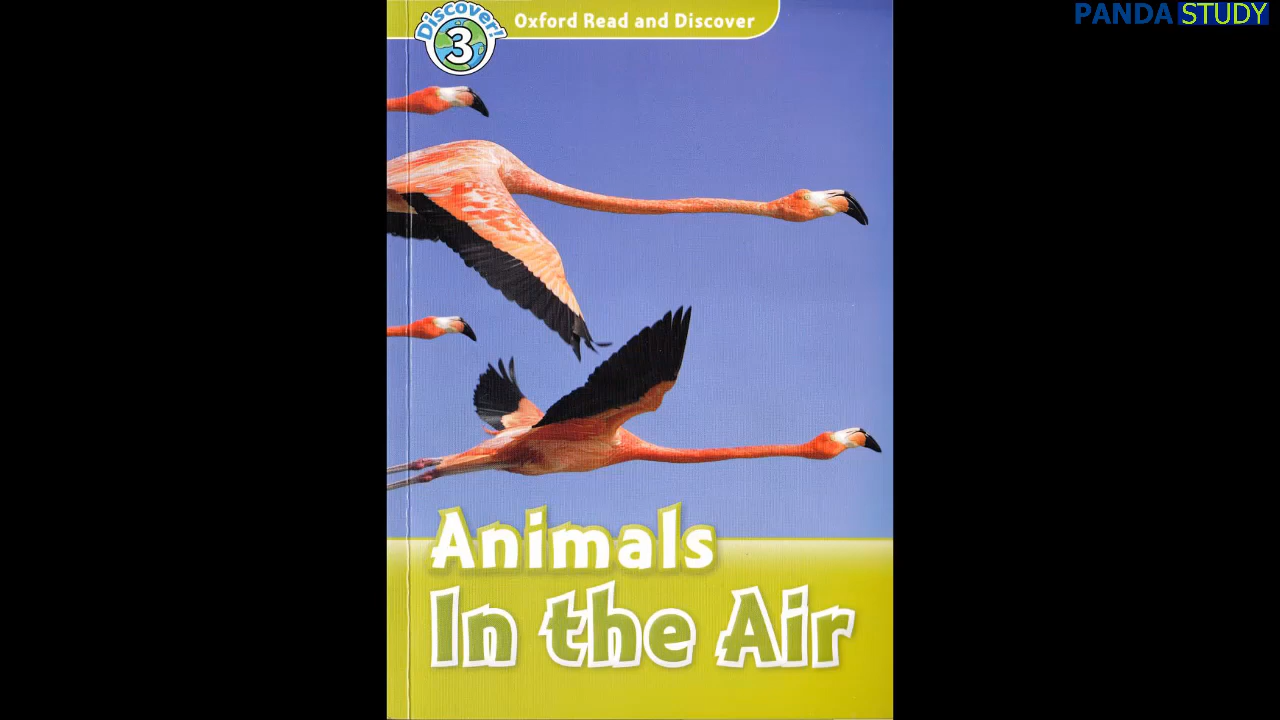 PANDA STUDY
Discover!
3
Oxford Read and Discover
Animals
In the Air